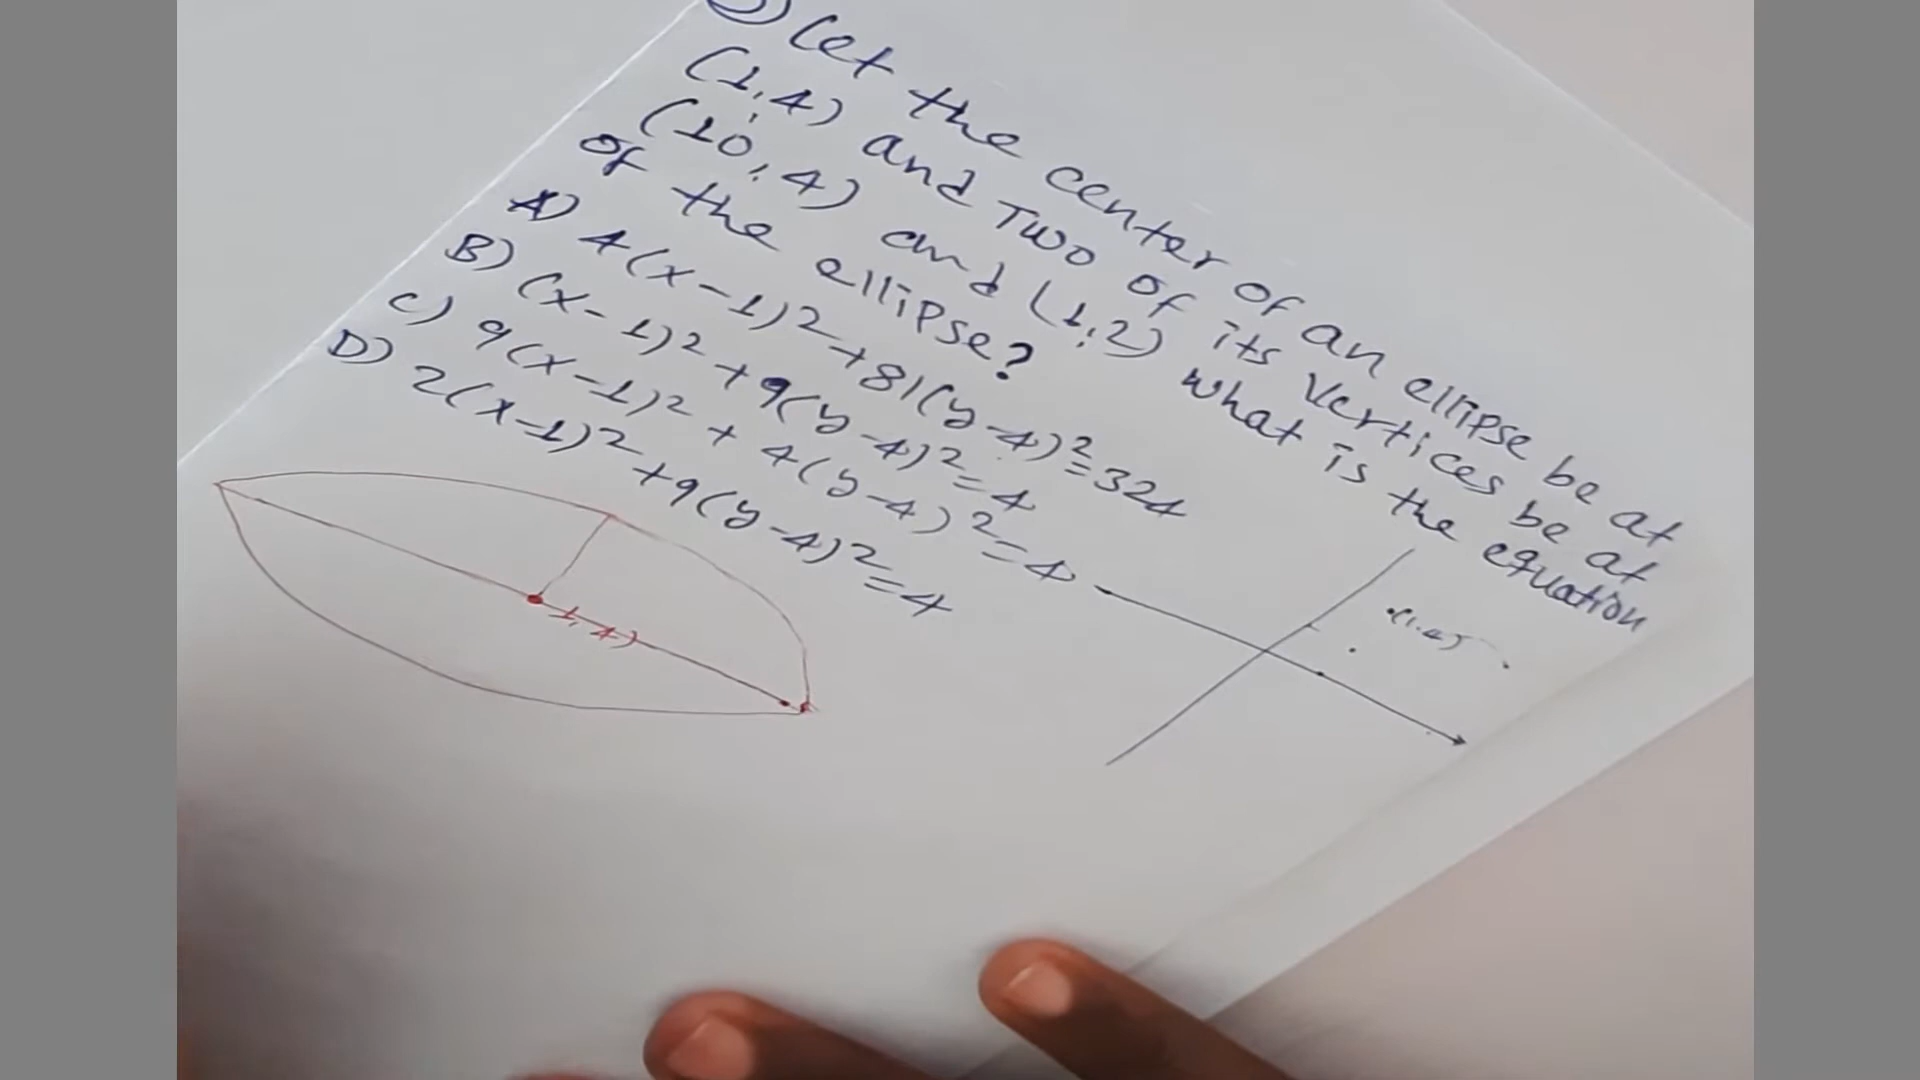 Let the center of an ellipse be at
(1,4) and Two of its vertices be at
(10,4) and (1,2) what is the equation
of the ellipse?
A) 4(x-1)²+81(y-4)²=324
B) (x-1)²+9(y-4)²=4
C) 9(x-1)²+4(y-4)²=4
D) 2(x-1)²+9(y-4)²=4
1,4)